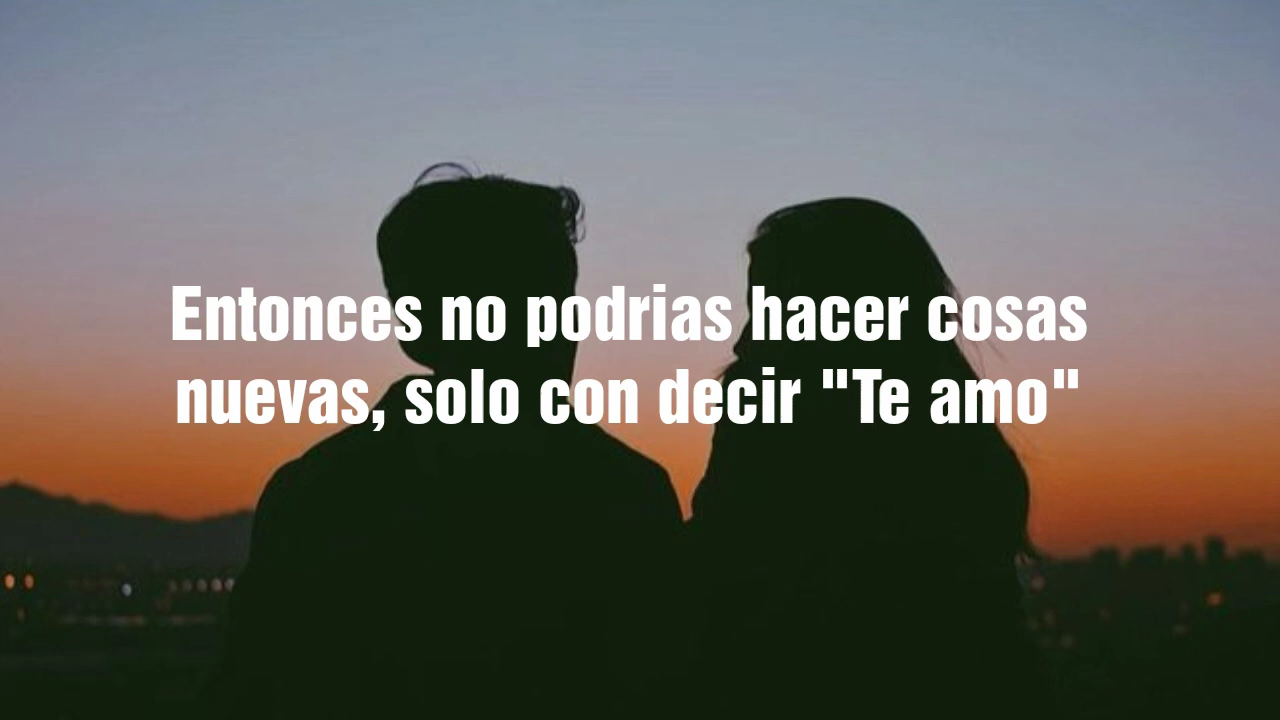 Entonces no podrias hacer cosas
nuevas, solo con decir "Te amo"